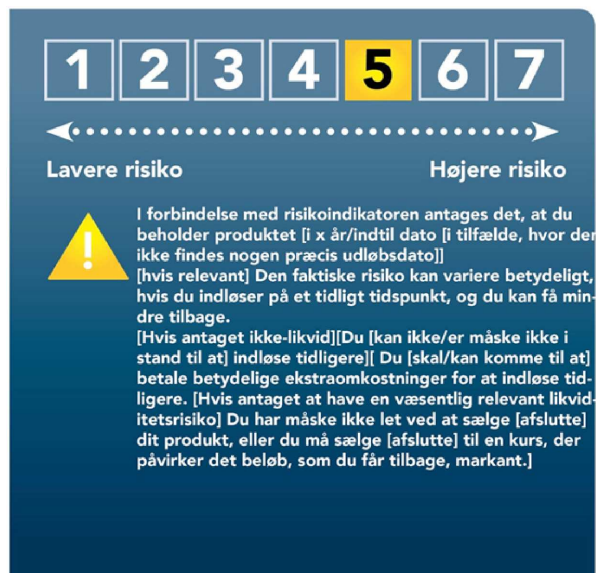 1 2 3 4 5 6 7
Lavere risiko Højere risiko
!
I forbindelse med risikoindikatoren antages det, at du
beholder produktet [i x år/indtil dato [i tilfælde, hvor der
ikke findes nogen præcis udløbsdato]]
[hvis relevant] Den faktiske risiko kan variere betydeligt,
hvis du indløser på et tidligt tidspunkt, og du kan få min-
dre tilbage.
[Hvis antaget ikke-likvid][Du [kan ikke/er måske ikke i
stand til at] indløse tidligere][ Du [skal/kan komme til at]
betale betydelige ekstraomkostninger for at indløse tid-
ligere. [Hvis antaget at have en væsentlig relevant likvid-
itetsrisiko] Du har måske ikke let ved at sælge [afslutte]
dit produkt, eller du må sælge [afslutte] til en kurs, der
påvirker det beløb, som du får tilbage, markant.]